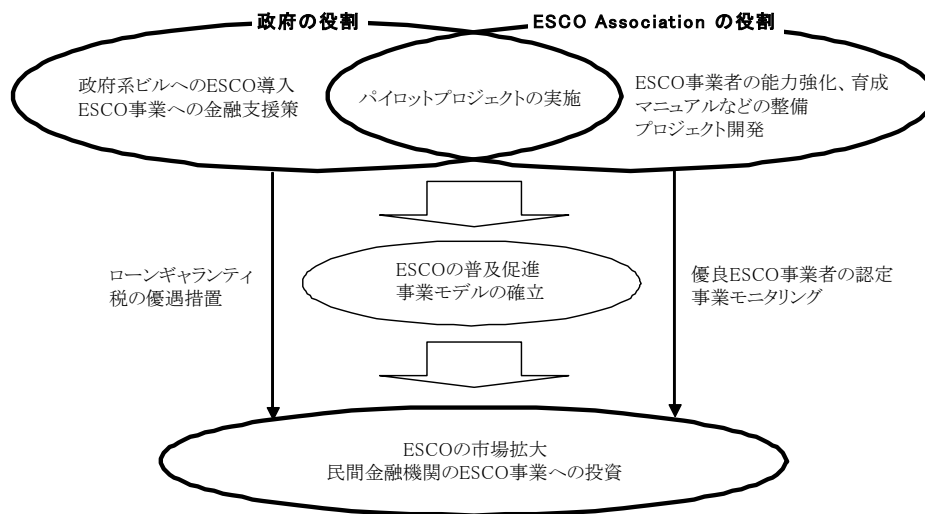 政府の役割
ESCO Association の役割
政府系ビルへのESCO導入
ESCO事業への金融支援策
パイロットプロジェクトの実施
ESCO事業者の能力強化、育成
マニュアルなどの整備
プロジェクト開発
ローンギャランティ
税の優遇措置
ESCOの普及促進
事業モデルの確立
優良ESCO事業者の認定
事業モニタリング
ESCOの市場拡大
民間金融機関のESCO事業への投資